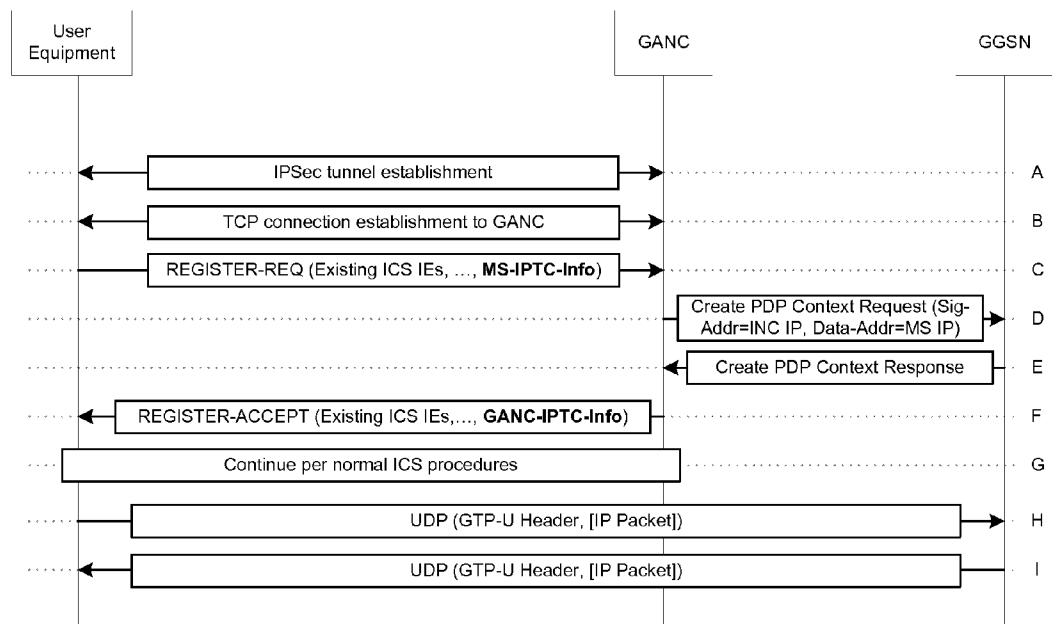 User
Equipment
GANC
GGSN
IPSec tunnel establishment
A
TCP connection establishment to GANC
B
REGISTER-REQ (Existing ICS IEs, …, MS-IPTC-Info)
C
Create PDP Context Request (Sig-
Addr=INC IP, Data-Addr=MS IP)
D
Create PDP Context Response
E
REGISTER-ACCEPT (Existing ICS IEs,…, GANC-IPTC-Info)
F
Continue per normal ICS procedures
G
UDP (GTP-U Header, [IP Packet])
H
UDP (GTP-U Header, [IP Packet])
I